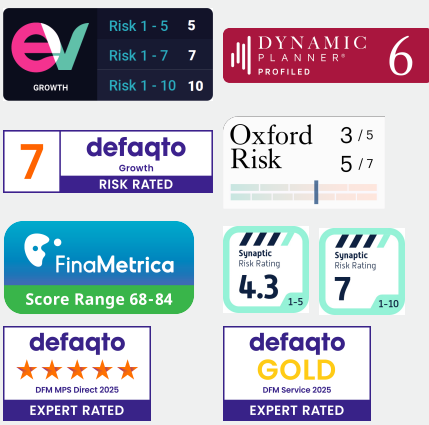 ev
GROWTH
Risk 1 - 5 5
Risk 1 - 7 7
Risk 1 - 10 10
DYNAMIC
PLANNER®
PROFILED
6
7
defaqto
Growth
RISK RATED
Oxford
Risk
3 / 5
5 / 7
FinaMetrica
Score Range 68-84
Synaptic
Risk Rating
4.3
1-5
Synaptic
Risk Rating
7
1-10
defaqto
DFM MPS Direct 2025
EXPERT RATED
defaqto
GOLD
DFM Service 2025
EXPERT RATED